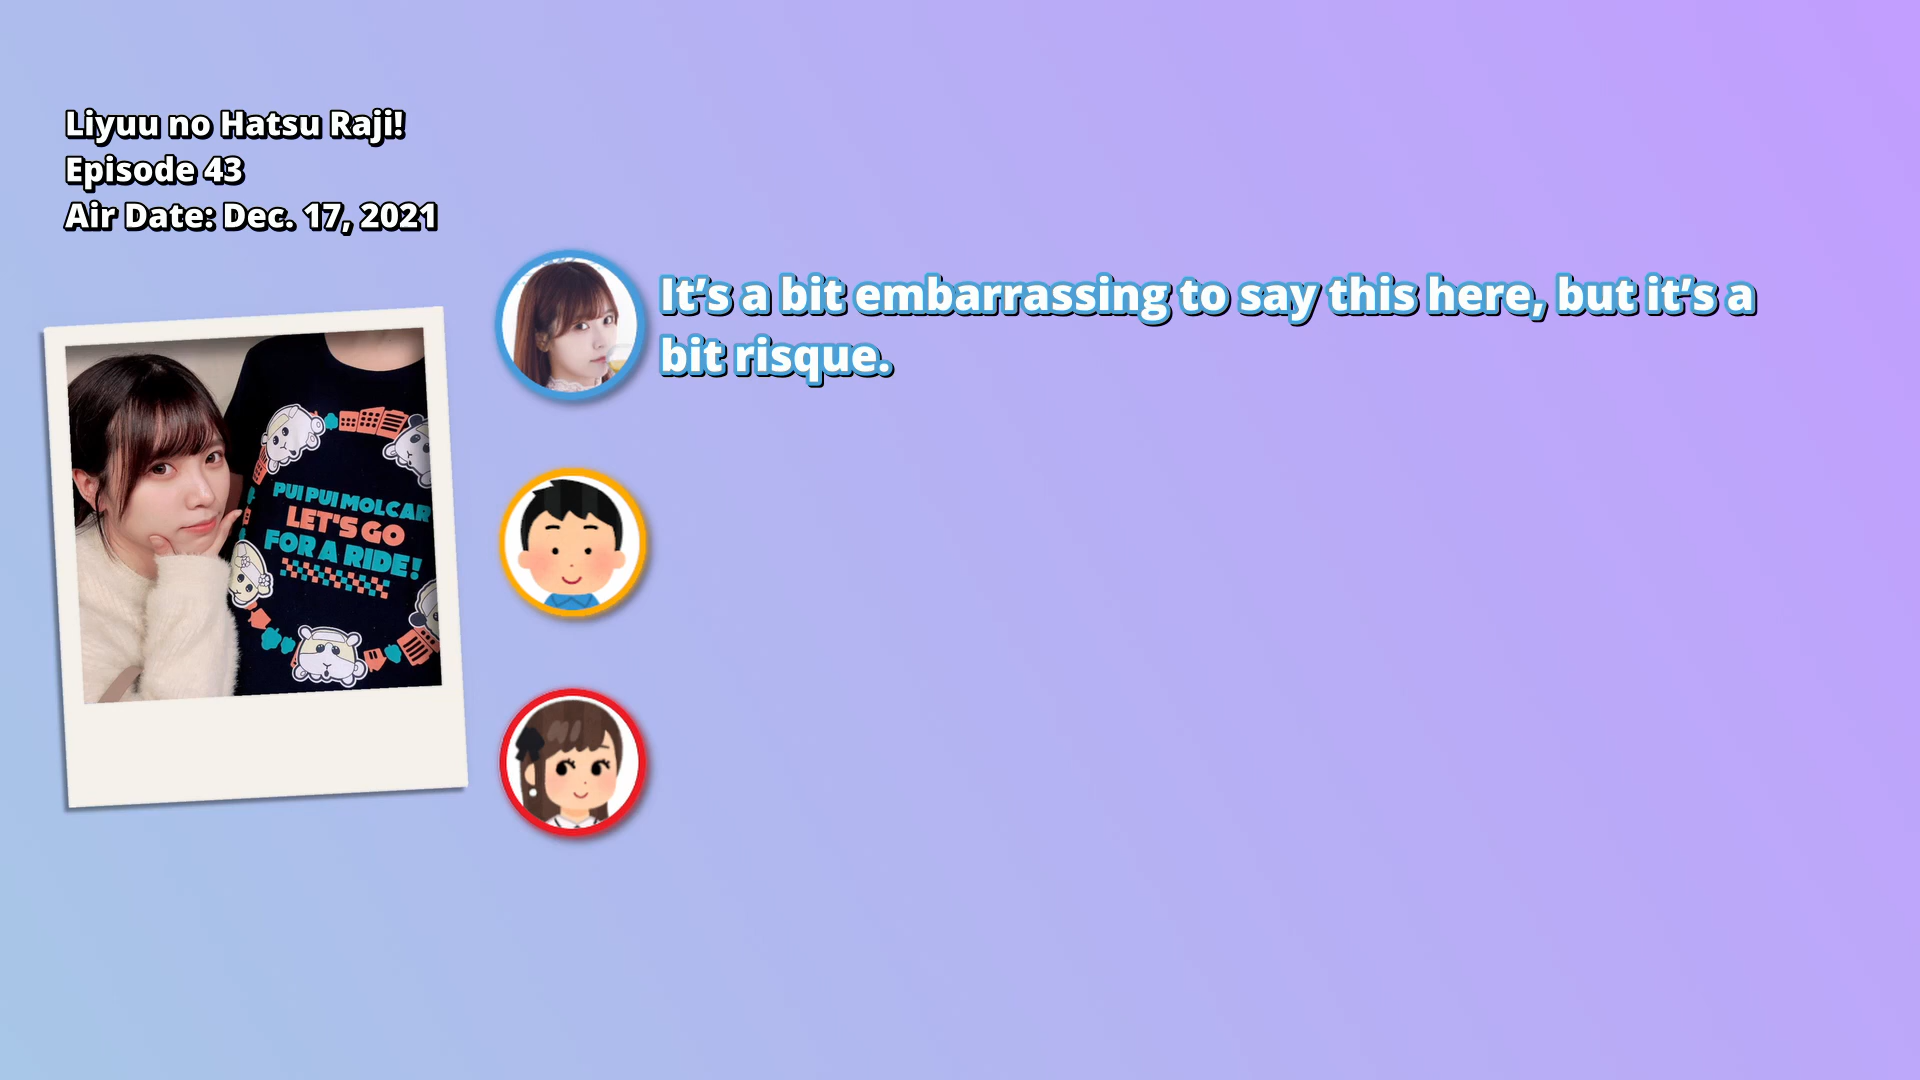 Liyuu no Hatsu Raji!
Episode 43
Air Date: Dec. 17, 2021
It’s a bit embarrassing to say this here, but it’s a
bit risque.
PUI PUI MOLCAR
LET'S GO
FOR A RIDE!